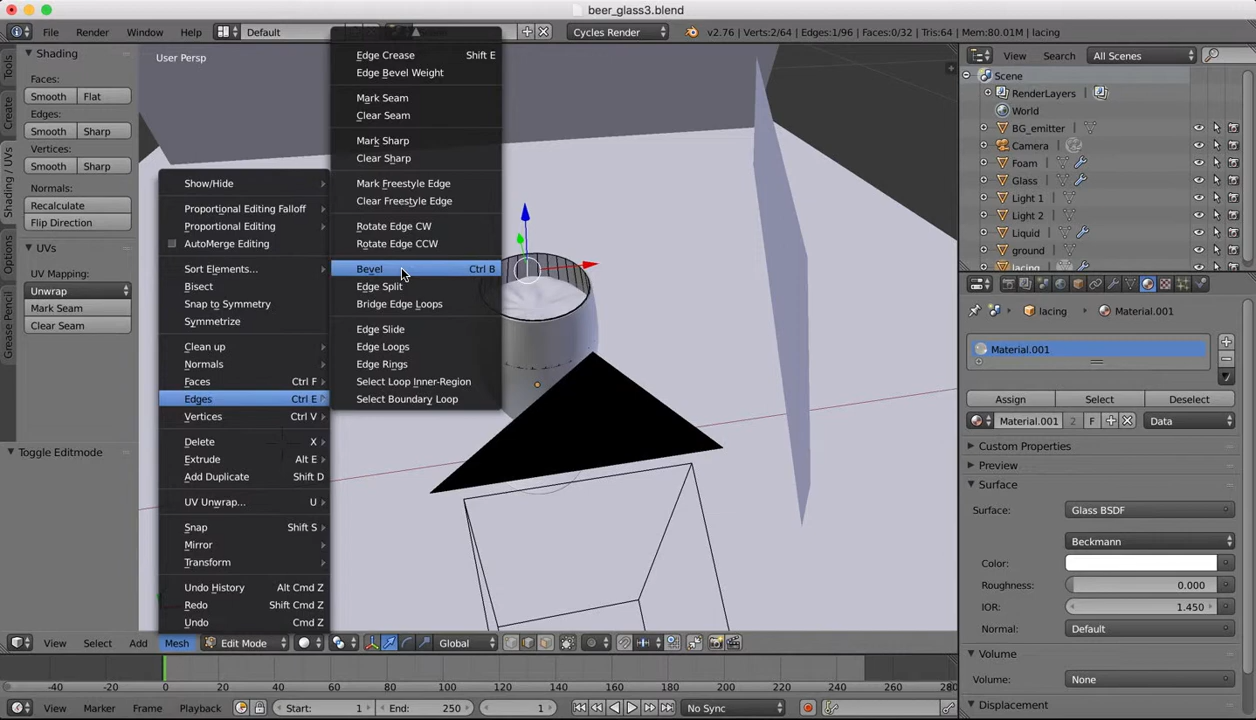 beer_glass3.blend
File Render Window Help Default Cycles Render v2.76 | Verts:2/64 | Edges:1/96 | Faces:0/32 | Tris:64 | Mem:80.01M | lacing
View Search All Scenes
Tools
Create
Shading / UVs
Options
Grease Pencil
Shading
Faces:
Smooth Flat
Edges:
Smooth Sharp
Vertices:
Smooth Sharp
Normals:
Recalculate
Flip Direction
UVs
UV Mapping:
Unwrap
Mark Seam
Clear Seam
Toggle Editmode
User Persp
Show/Hide
Proportional Editing Falloff
Proportional Editing
AutoMerge Editing
Sort Elements...
Bisect
Snap to Symmetry
Symmetrize
Clean up
Normals
Faces Ctrl F
Edges Ctrl E
Vertices Ctrl V
Delete X
Extrude Alt E
Add Duplicate Shift D
UV Unwrap... U
Snap Shift S
Mirror
Transform
Undo History Alt Cmd Z
Redo Shift Cmd Z
Undo Cmd Z
Edge Crease Shift E
Edge Bevel Weight
Mark Seam
Clear Seam
Mark Sharp
Clear Sharp
Mark Freestyle Edge
Clear Freestyle Edge
Rotate Edge CW
Rotate Edge CCW
Bevel Ctrl B
Edge Split
Bridge Edge Loops
Edge Slide
Edge Loops
Edge Rings
Select Loop Inner-Region
Select Boundary Loop
Scene
RenderLayers
World
BG_emitter
Camera
Foam
Glass
Light 1
Light 2
Liquid
ground
lacing
lacing Material.001
Material.001
Assign Select Deselect
Material.001 2 F Data
Custom Properties
Preview
Surface
Surface: Glass BSDF
Beckmann
Color:
Roughness: 0.000
IOR: 1.450
Normal: Default
Volume
Volume: None
Displacement
View Select Add Mesh Edit Mode Global
-40 -20 0 20 40 60 80 100 120 140 160 180 200 220 240 260
View Marker Frame Playback Start: 1 End: 250 1 No Sync